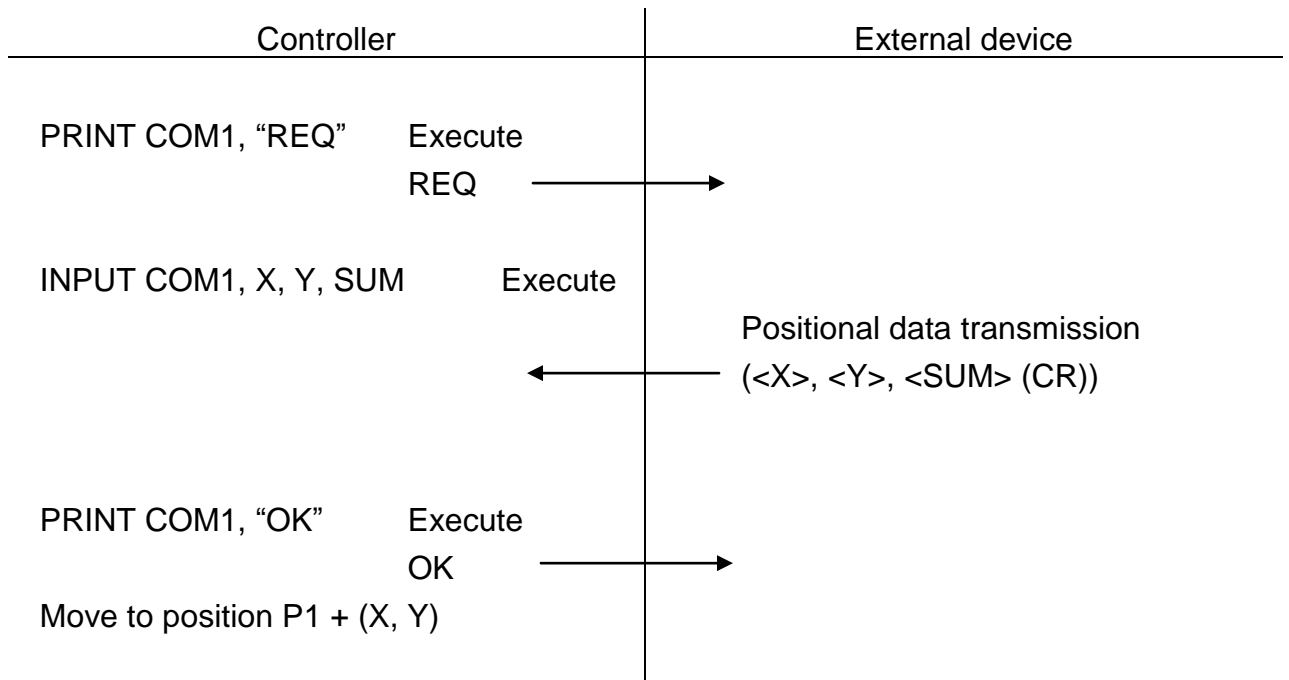 Controller External device
PRINT COM1, “REQ” Execute
REQ
INPUT COM1, X, Y, SUM Execute
Positional data transmission
(<X>, <Y>, <SUM> (CR))
PRINT COM1, “OK” Execute
OK
Move to position P1 + (X, Y)